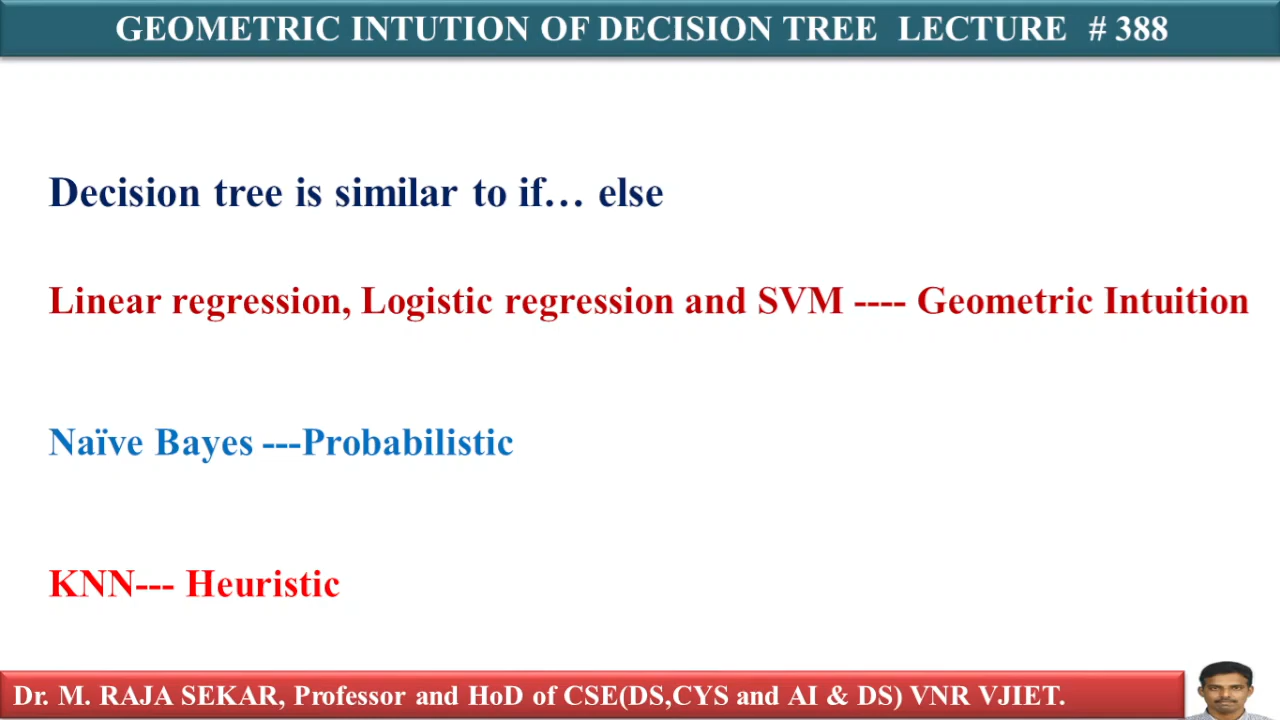 GEOMETRIC INTUTION OF DECISION TREE LECTURE # 388
Decision tree is similar to if… else
Linear regression, Logistic regression and SVM ---- Geometric Intuition
Naïve Bayes ---Probabilistic
KNN--- Heuristic
Dr. M. RAJA SEKAR, Professor and HoD of CSE(DS,CYS and AI & DS) VNR VJIET.